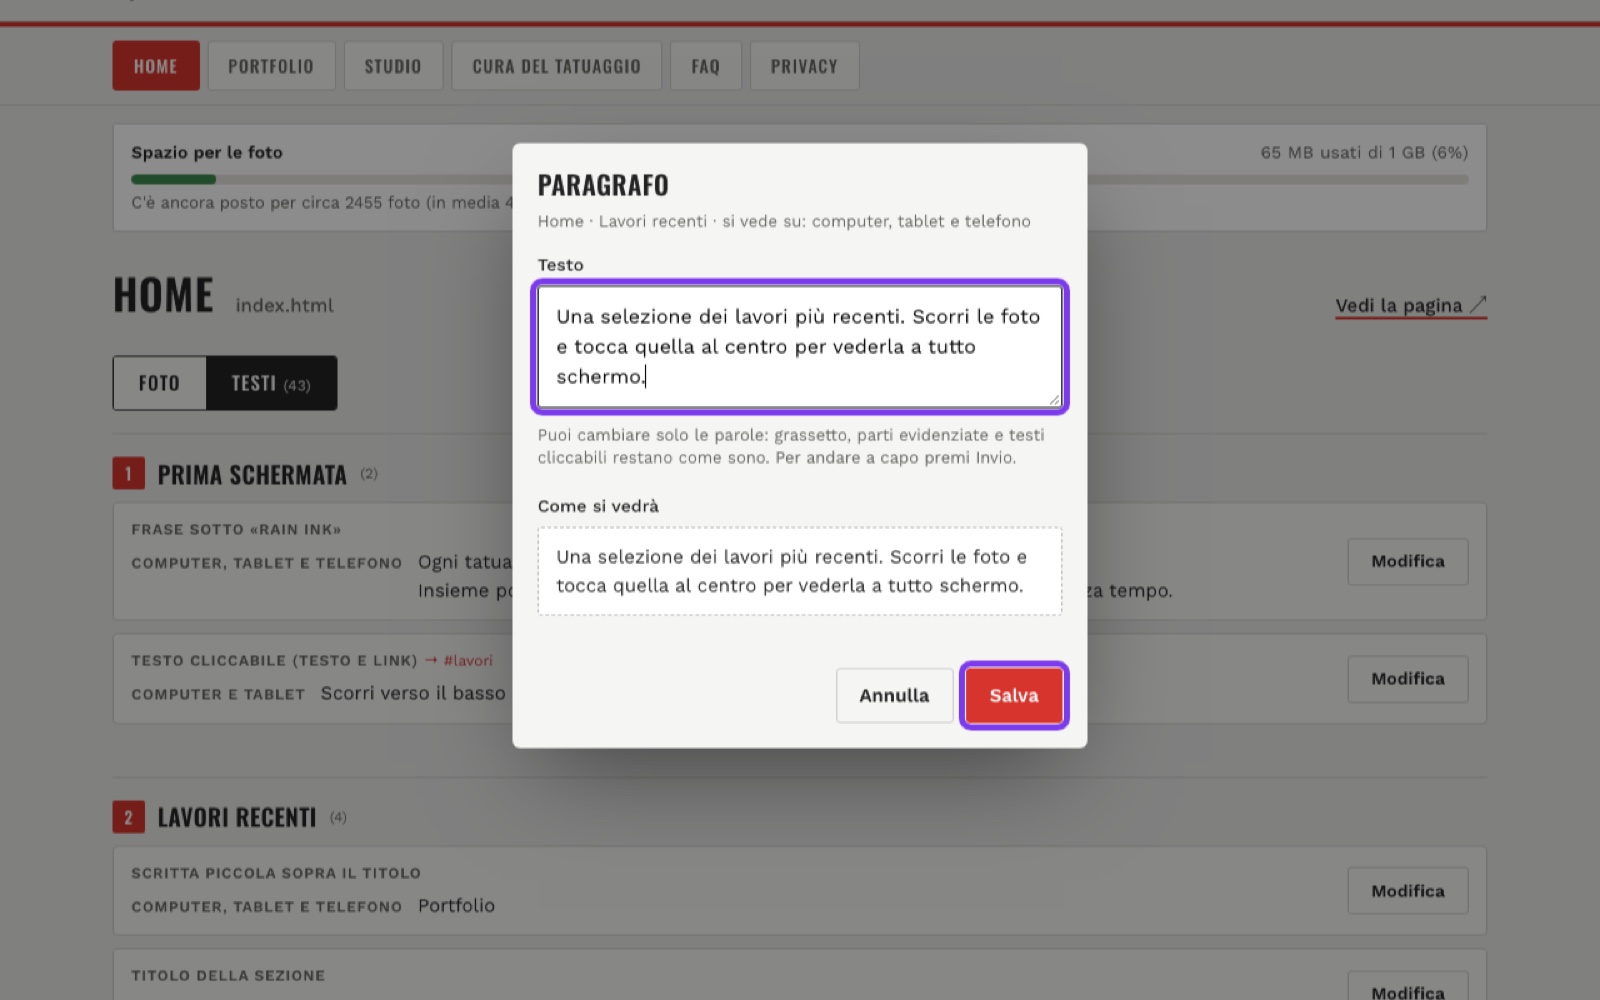 HOME
PORTFOLIO
STUDIO
CURA DEL TATUAGGIO
FAQ
PRIVACY
Spazio per le foto
65 MB usati di 1 GB (6%)
C'è ancora posto per circa 2455 foto (in media 4
HOME index.html
Vedi la pagina
FOTO
TESTI (43)
1 PRIMA SCHERMATA (2)
FRASE SOTTO «RAIN INK»
COMPUTER, TABLET E TELEFONO Ogni tatua
Insieme po
za tempo.
Modifica
TESTO CLICCABILE (TESTO E LINK) → #lavori
COMPUTER E TABLET Scorri verso il basso
Modifica
2 LAVORI RECENTI (4)
SCRITTA PICCOLA SOPRA IL TITOLO
COMPUTER, TABLET E TELEFONO Portfolio
Modifica
TITOLO DELLA SEZIONE
Modifica
PARAGRAFO
Home · Lavori recenti · si vede su: computer, tablet e telefono
Testo
Una selezione dei lavori più recenti. Scorri le foto
e tocca quella al centro per vederla a tutto
schermo.
Puoi cambiare solo le parole: grassetto, parti evidenziate e testi
cliccabili restano come sono. Per andare a capo premi Invio.
Come si vedrà
Una selezione dei lavori più recenti. Scorri le foto e
tocca quella al centro per vederla a tutto schermo.
Annulla
Salva